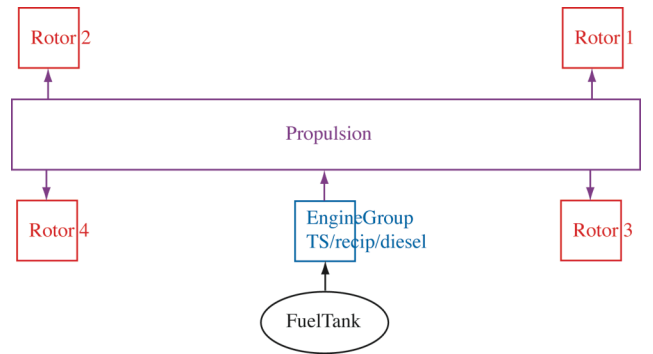 Rotor 2
Rotor 1
Propulsion
Rotor 4
EngineGroup
TS/recip/diesel
Rotor 3
FuelTank